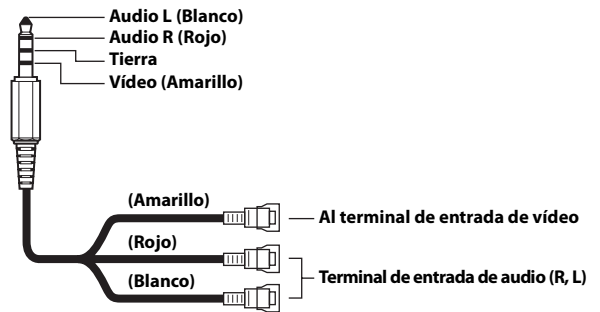 Audio L (Blanco)
Audio R (Rojo)
Tierra
Vídeo (Amarillo)
(Amarillo)
Al terminal de entrada de vídeo
(Rojo)
Terminal de entrada de audio (R, L)
(Blanco)